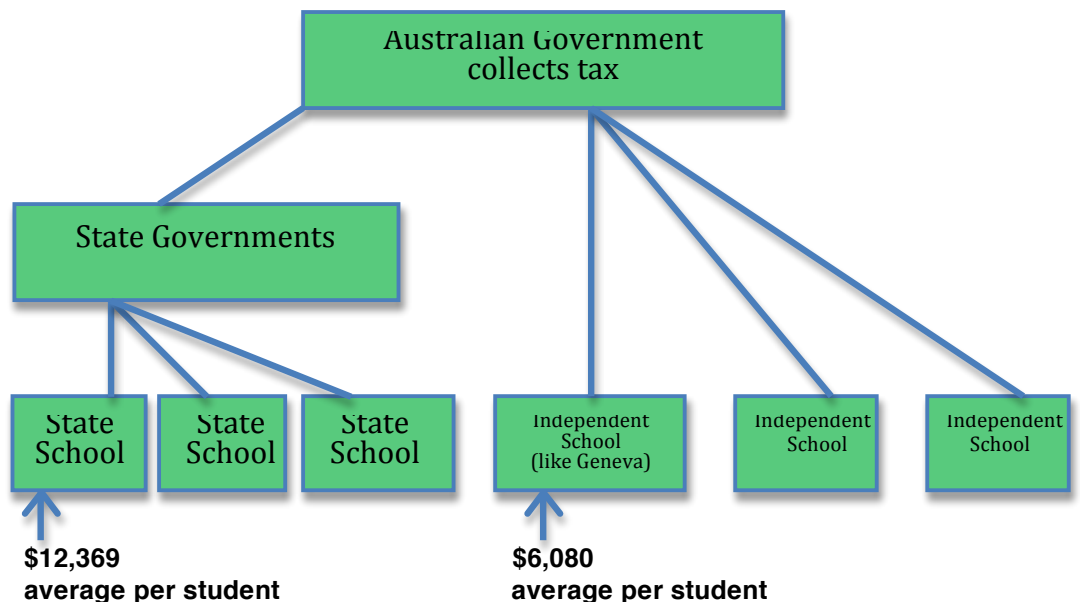 Australian Government
collects tax
State Governments
State
School
State
School
State
School
Independent
School
(like Geneva)
Independent
School
Independent
School
$12,369
average per student
$6,080
average per student